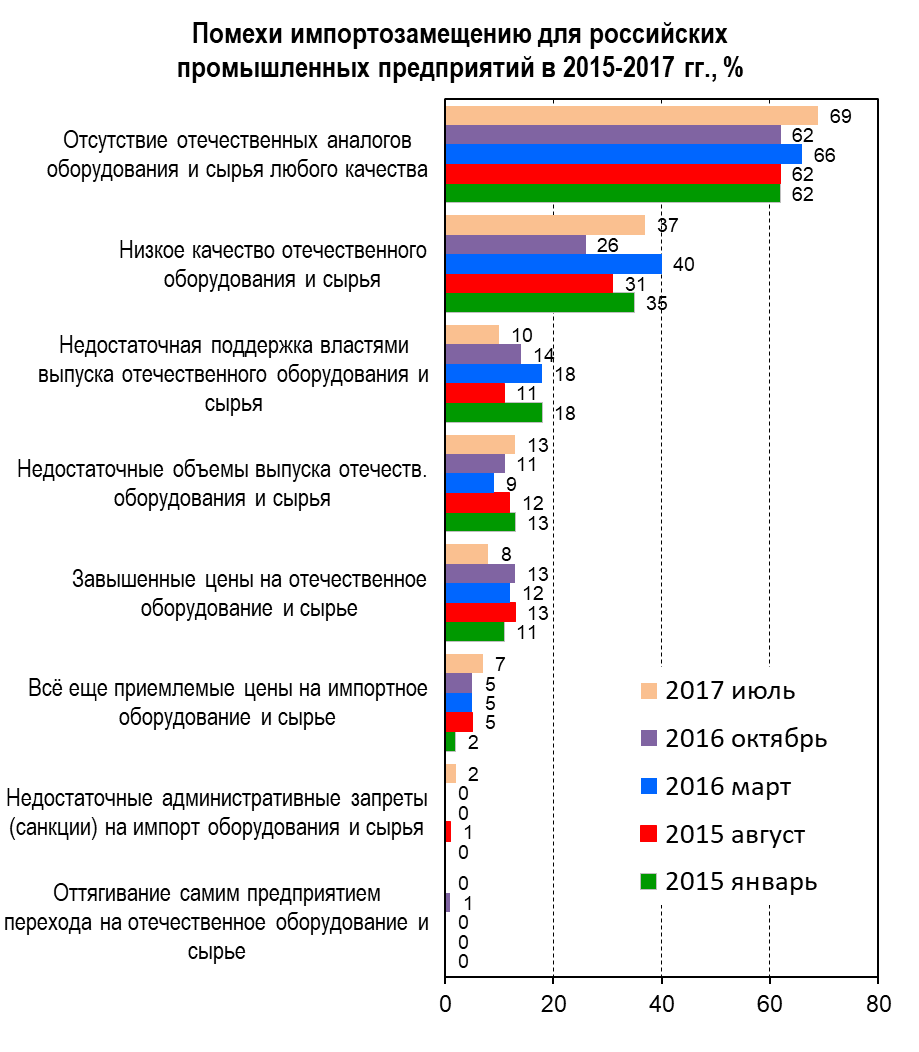 Помехи импортозамещению для российских
промышленных предприятий в 2015-2017 гг., %
Отсутствие отечественных аналогов
оборудования и сырья любого качества
69
62
66
62
62
Низкое качество отечественного
оборудования и сырья
37
26
40
31
35
Недостаточная поддержка властями
выпуска отечественного оборудования и
сырья
10
14
18
11
18
Недостаточные объемы выпуска отечеств.
оборудования и сырья
13
11
9
12
13
Завышенные цены на отечественное
оборудование и сырье
8
13
12
13
11
Всё еще приемлемые цены на импортное
оборудование и сырье
7
5
5
5
2
Недостаточные административные запреты
(санкции) на импорт оборудования и сырья
2
0
0
1
0
Оттягивание самим предприятием
перехода на отечественное оборудование и
сырье
0
1
0
0
0
2017 июль
2016 октябрь
2016 март
2015 август
2015 январь
0 20 40 60 80